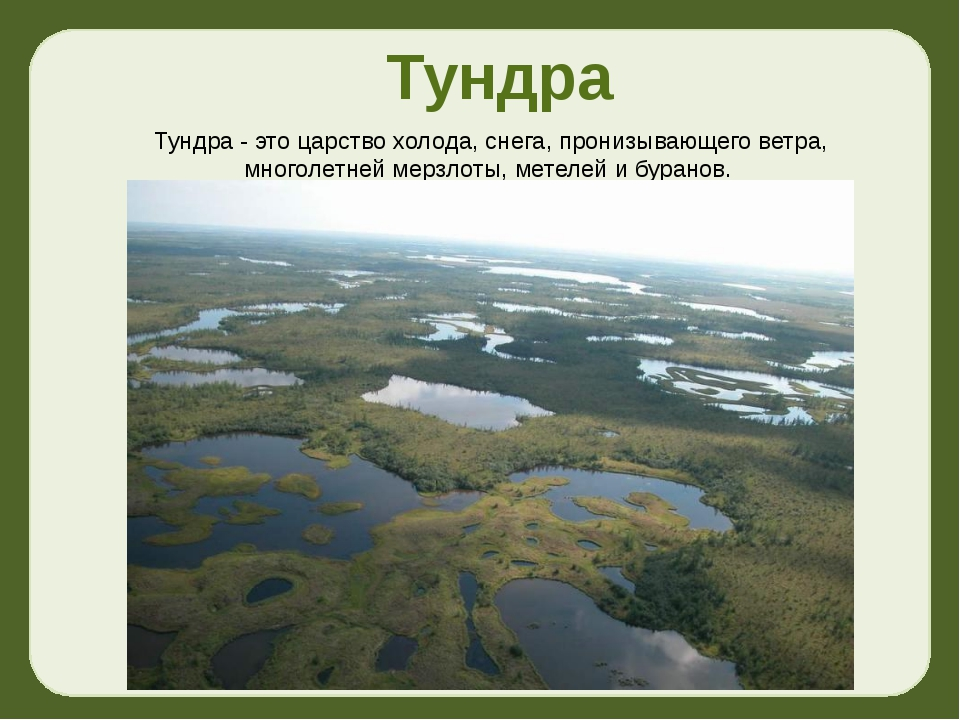 Тундра
Тундра - это царство холода, снега, пронизывающего ветра,
многолетней мерзлоты, метелей и буранов.